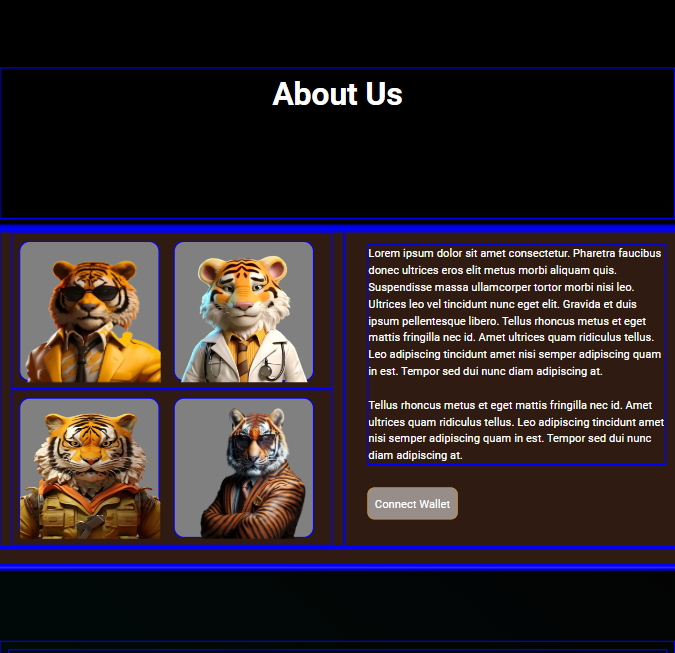 About Us
Lorem ipsum dolor sit amet consectetur. Pharetra faucibus
donec ultrices eros elit metus morbi aliquam quis.
Suspendisse massa ullamcorper tortor morbi nisi leo.
Ultrices leo vel tincidunt nunc eget elit. Gravida et duis
ipsum pellentesque libero. Tellus rhoncus metus et eget
mattis fringilla nec id. Amet ultrices quam ridiculus tellus.
Leo adipiscing tincidunt amet nisi semper adipiscing quam
in est. Tempor sed dui nunc diam adipiscing at.
Tellus rhoncus metus et eget mattis fringilla nec id. Amet
ultrices quam ridiculus tellus. Leo adipiscing tincidunt amet
nisi semper adipiscing quam in est. Tempor sed dui nunc
diam adipiscing at.
Connect Wallet